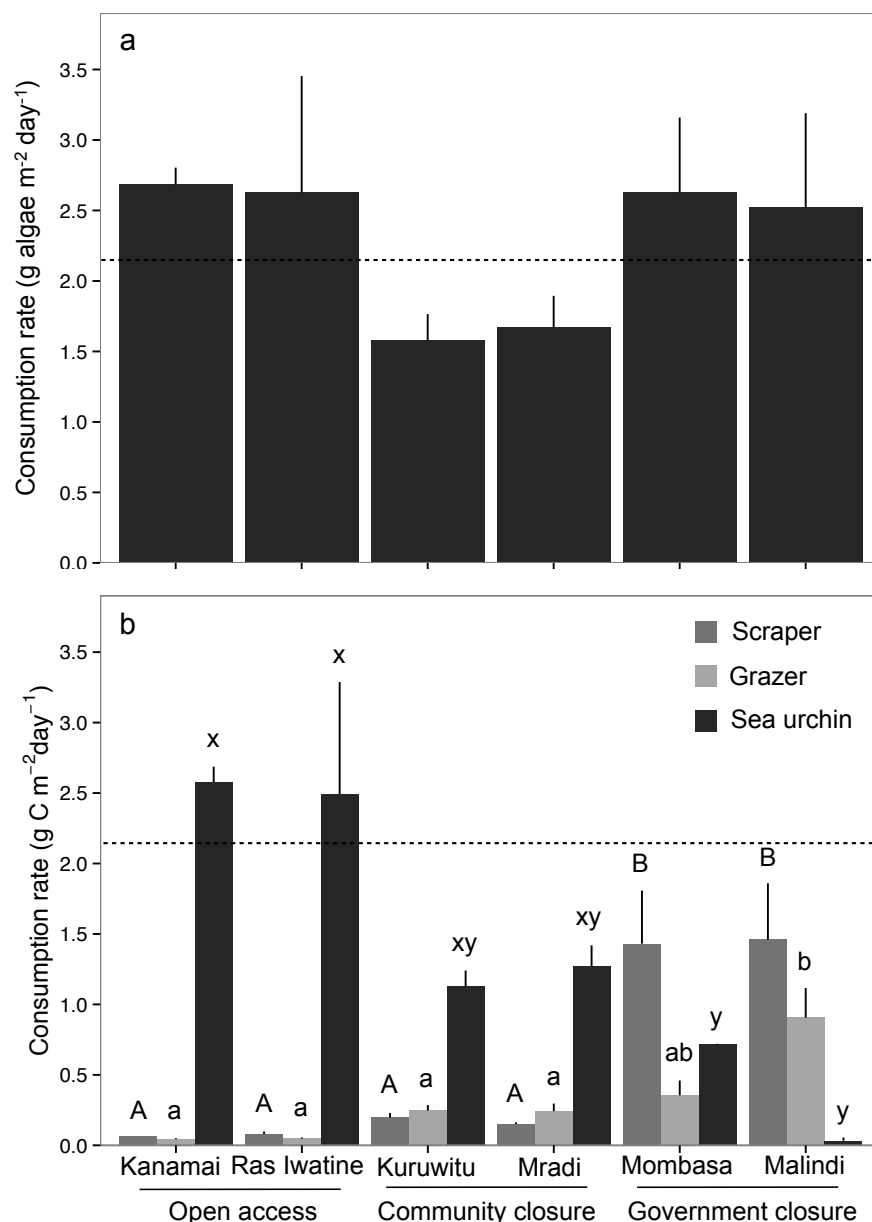 a
Consumption rate (g algae m⁻² day⁻¹)
3.5
3.0
2.5
2.0
1.5
1.0
0.5
0.0
b
Consumption rate (g C m⁻²day⁻¹)
3.5
3.0
2.5
2.0
1.5
1.0
0.5
0.0
Scraper
Grazer
Sea urchin
A a x
A a x
A a xy
A a xy
B ab y
B b y
Kanamai Ras Iwatine Kuruwitu Mradi Mombasa Malindi
Open access Community closure Government closure